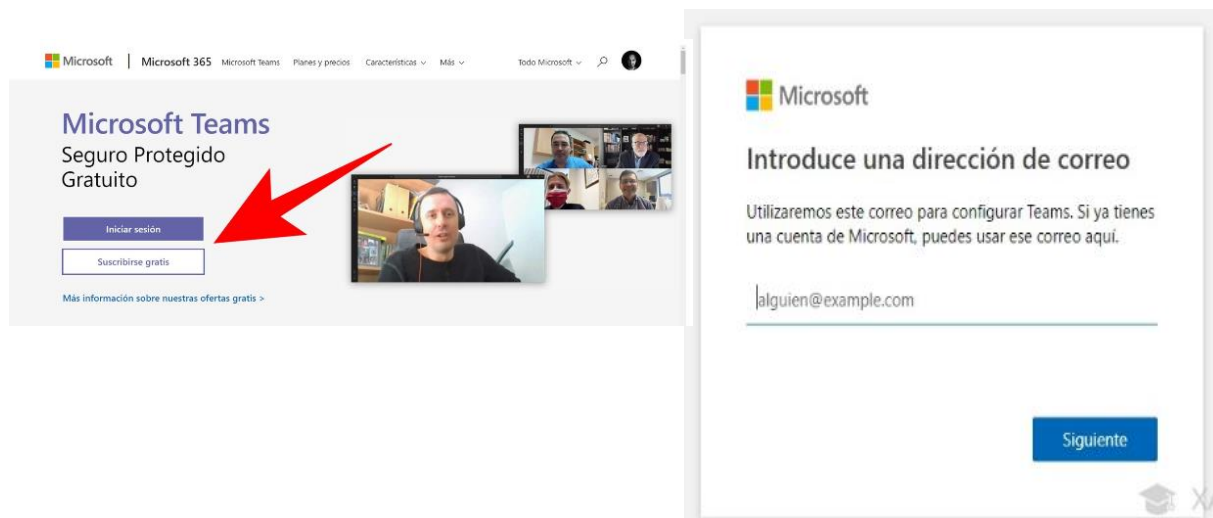 Microsoft | Microsoft 365 Microsoft Teams Planes y precios Características Más Todo Microsoft
Microsoft Teams
Seguro Protegido
Gratuito
Iniciar sesión
Suscribirse gratis
Más información sobre nuestras ofertas gratis >
Microsoft
Introduce una dirección de correo
Utilizaremos este correo para configurar Teams. Si ya tienes
una cuenta de Microsoft, puedes usar ese correo aquí.
alguien@example.com
Siguiente